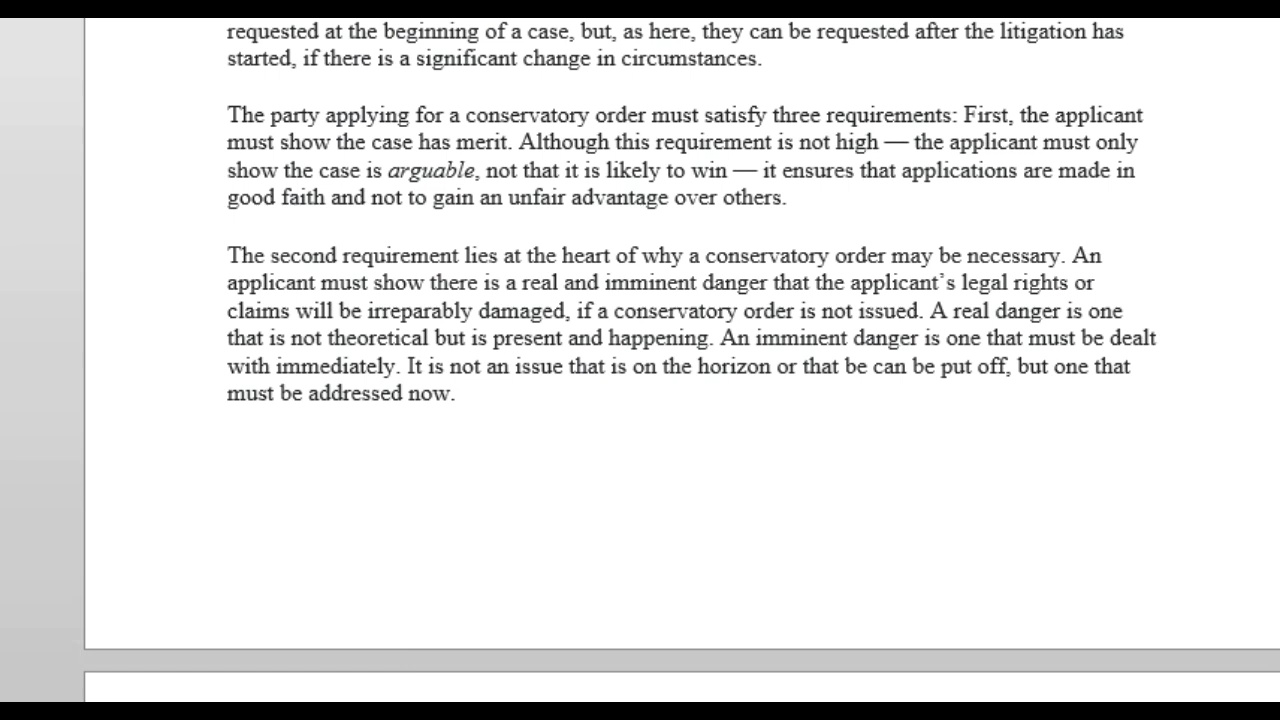 requested at the beginning of a case, but, as here, they can be requested after the litigation has
started, if there is a significant change in circumstances.
The party applying for a conservatory order must satisfy three requirements: First, the applicant
must show the case has merit. Although this requirement is not high — the applicant must only
show the case is arguable, not that it is likely to win — it ensures that applications are made in
good faith and not to gain an unfair advantage over others.
The second requirement lies at the heart of why a conservatory order may be necessary. An
applicant must show there is a real and imminent danger that the applicant’s legal rights or
claims will be irreparably damaged, if a conservatory order is not issued. A real danger is one
that is not theoretical but is present and happening. An imminent danger is one that must be dealt
with immediately. It is not an issue that is on the horizon or that be can be put off, but one that
must be addressed now.